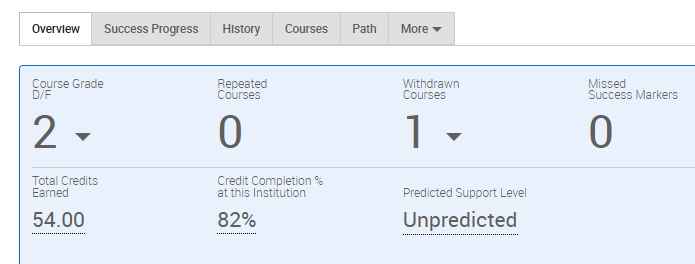 Overview Success Progress History Courses Path More
Course Grade Repeated Withdrawn Missed
D/F Courses Courses Success Markers
2 0 1 0
Total Credits Credit Completion %
Earned at this Institution Predicted Support Level
54.00 82% Unpredicted